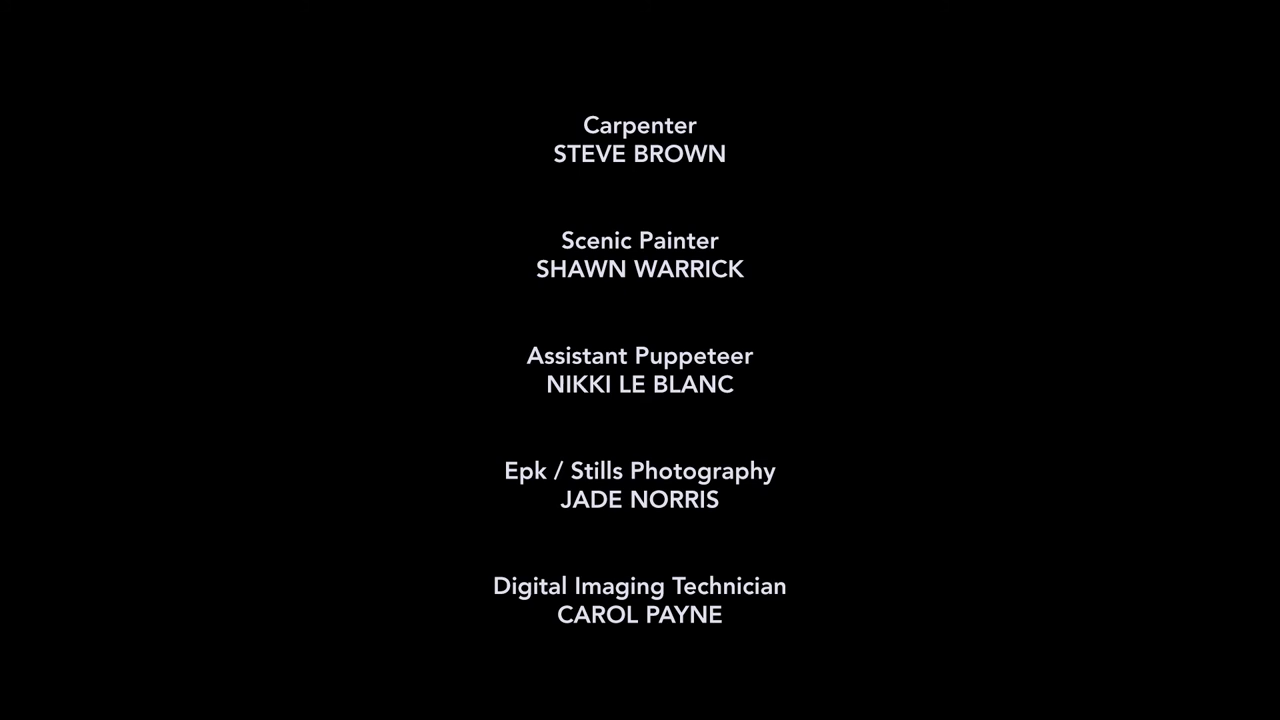 Carpenter
STEVE BROWN
Scenic Painter
SHAWN WARRICK
Assistant Puppeteer
NIKKI LE BLANC
Epk / Stills Photography
JADE NORRIS
Digital Imaging Technician
CAROL PAYNE